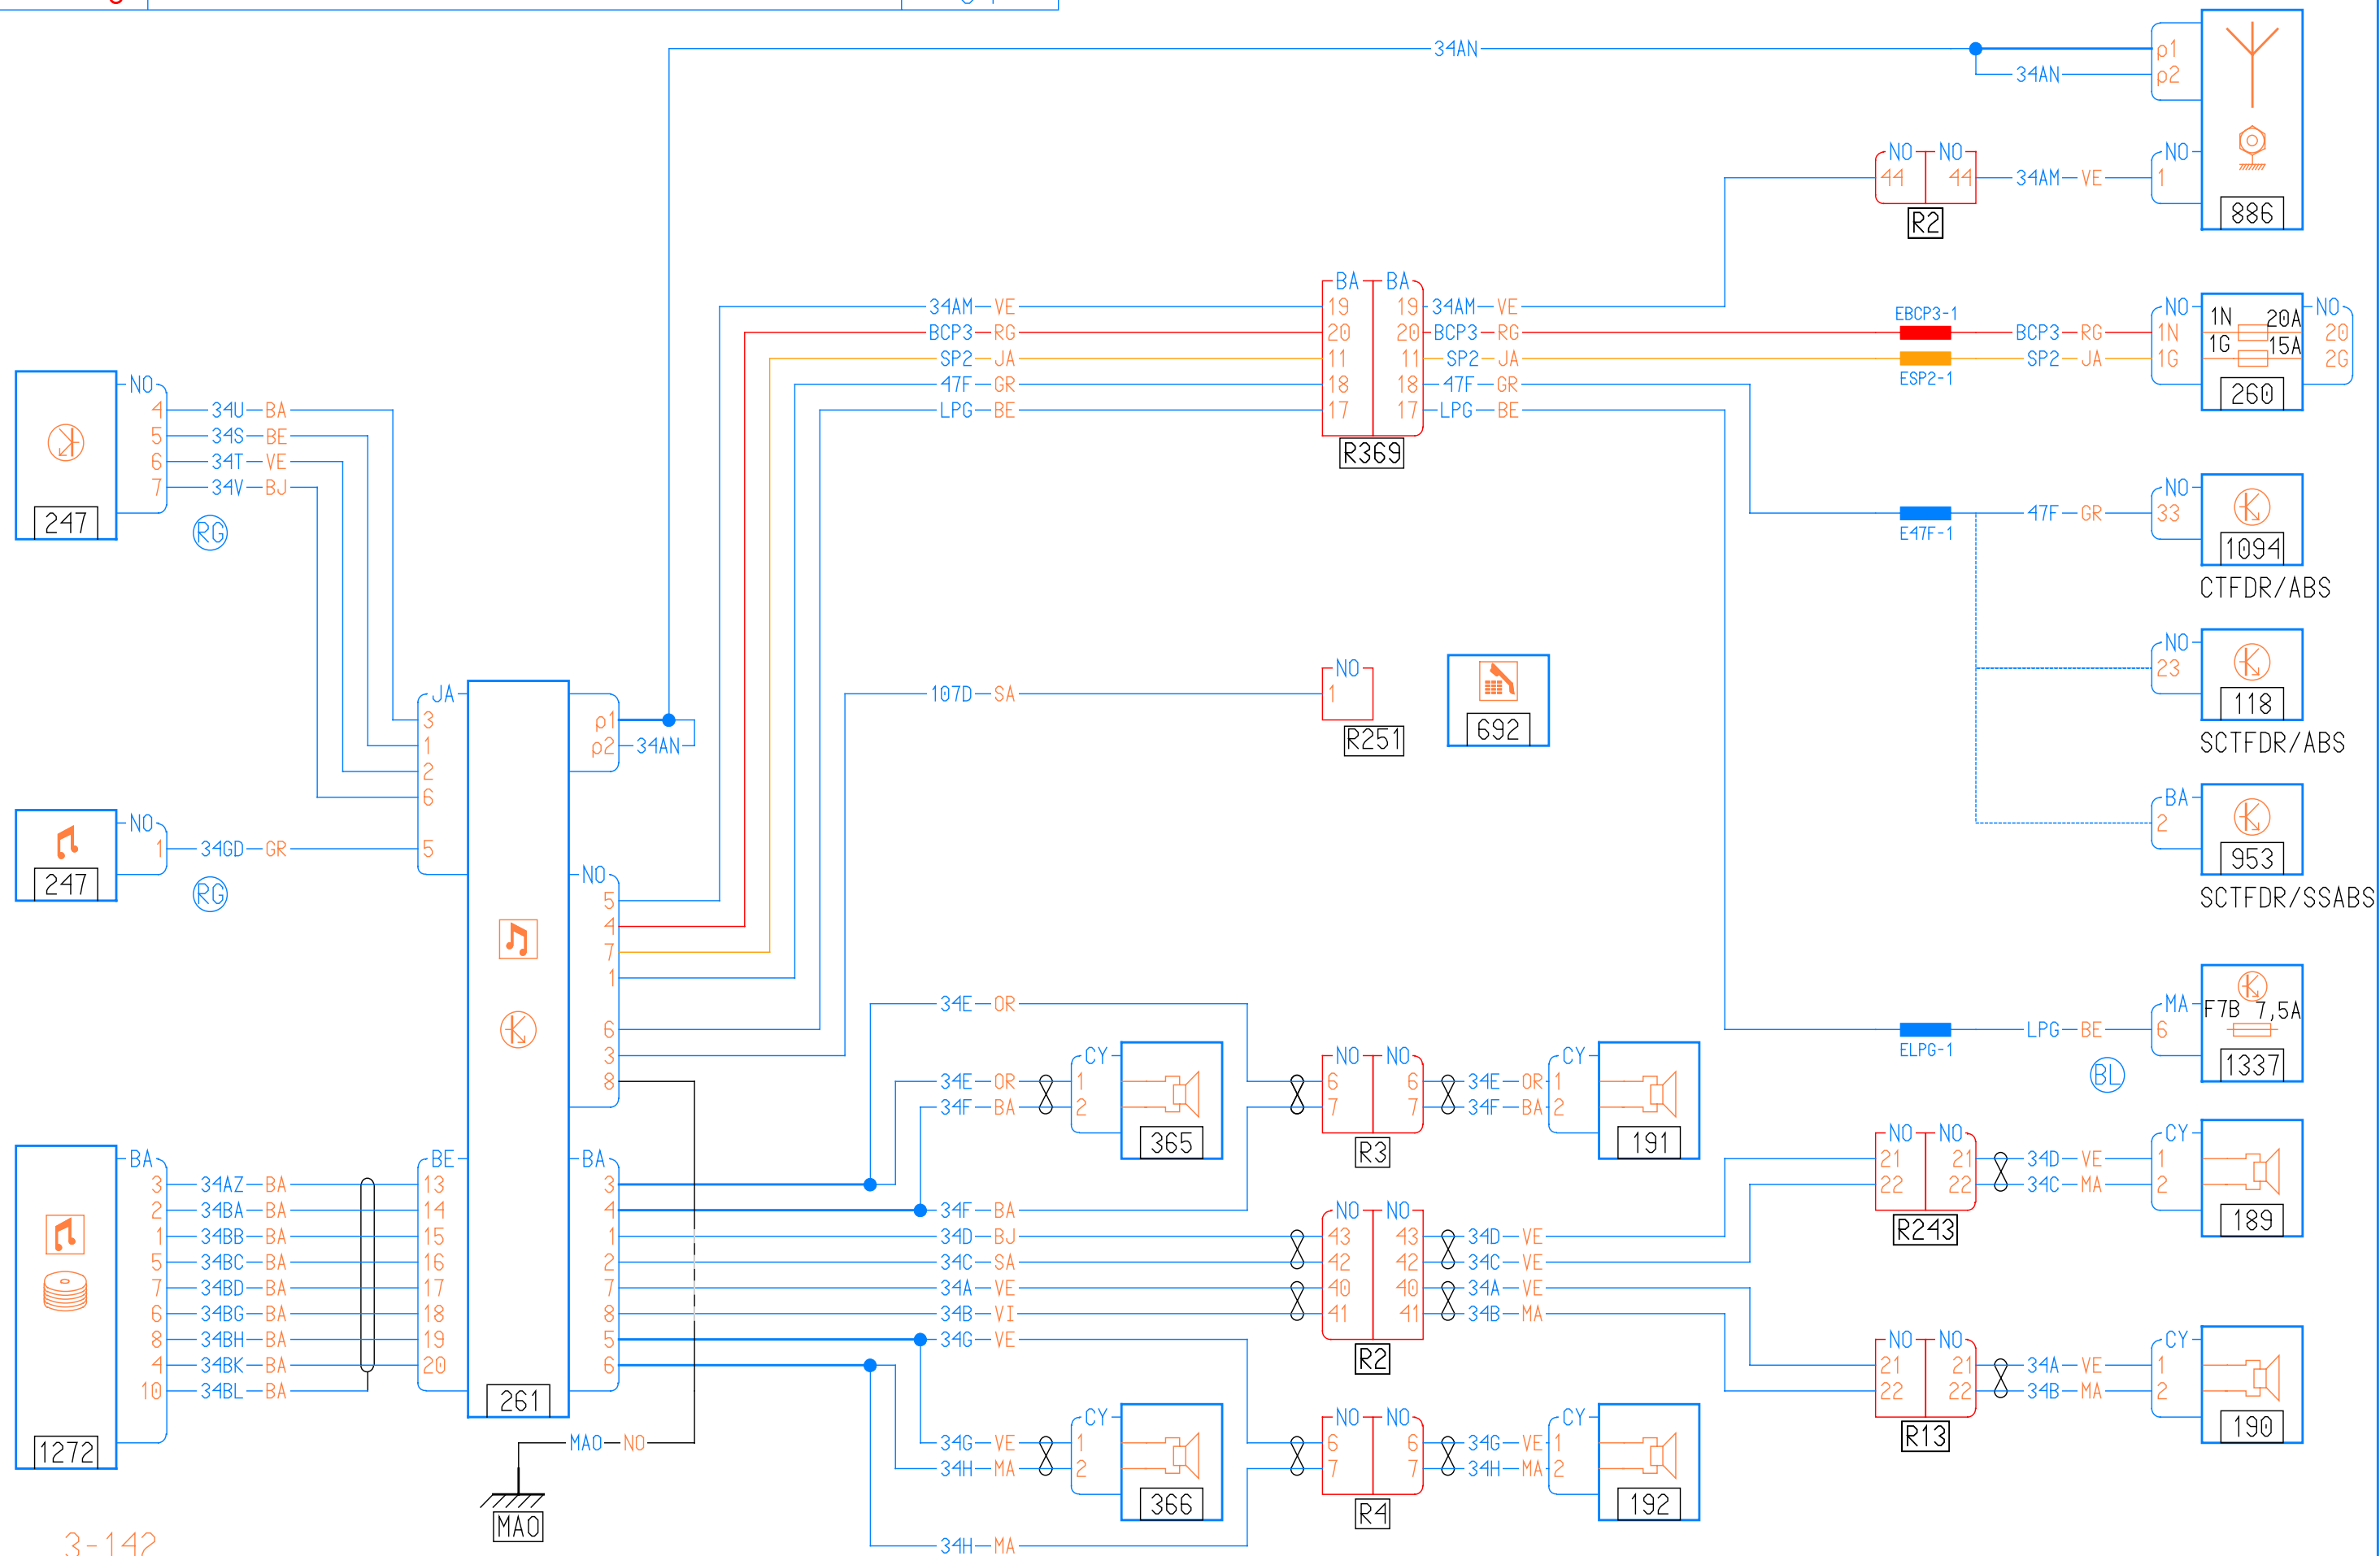 34AN
p1
34AN
p2
NO NO
NO
44 44
34AM VE
1
R2
886
BA BA
19 19
34AM VE
34AM VE
BCP3 RG
20 20
BCP3 RG
EBCP3-1
BCP3 RG
NO
1N
1N 20A
NO
20
SP2 JA
11 11
SP2 JA
ESP2-1
SP2 JA
1G
1G 15A
2G
260
47F GR
18 18
47F GR
LPG BE
17 17
LPG BE
R369
NO
4 34U BA
5 34S BE
6 34T VE
7 34V BJ
247
RG
E47F-1
47F GR
NO
33
1094
CTFDR/ABS
NO
23
118
SCTFDR/ABS
BA
2
953
SCTFDR/SSABS
107D SA
NO
1
R251
692
JA
3
1
2
6
5
p1
p2
34AN
NO
1 34GD GR
247
RG
NO
5
4
7
1
6
3
8
ELPG-1
LPG BE
BL
MA
6
F7B 7,5A
1337
34E OR
34E OR
34F BA
CY
1
2
365
NO NO
6 6
7 7
R3
34E OR
34F BA
CY
1
2
191
BA
3 34AZ BA
2 34BA BA
1 34BB BA
5 34BC BA
7 34BD BA
6 34BG BA
8 34BH BA
4 34BK BA
10 34BL BA
1272
BE
13
14
15
16
17
18
19
20
261
BA
3
4
1
2
7
8
5
6
34F BA
34D BJ
34C SA
34A VE
34B VI
34G VE
NO NO
43 43
42 42
40 40
41 41
R2
34D VE
34C VE
34A VE
34B MA
NO NO
21 21
22 22
R243
34D VE
34C MA
CY
1
2
189
NO NO
21 21
22 22
R13
34A VE
34B MA
CY
1
2
190
MAO NO
MAO
34G VE
34H MA
CY
1
2
366
34H MA
NO NO
6 6
7 7
R4
34G VE
34H MA
CY
1
2
192
3-142